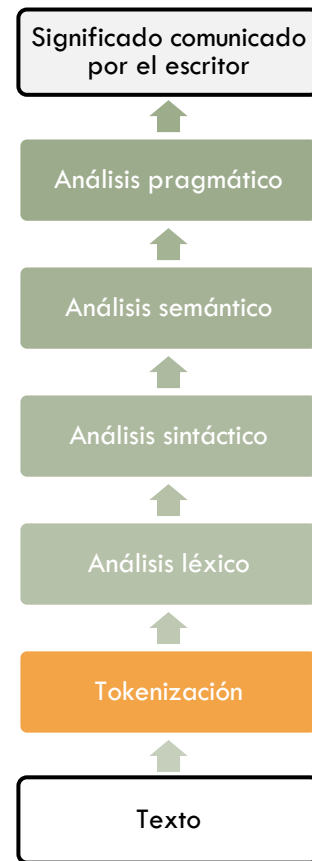 Significado comunicado
por el escritor
Análisis pragmático
Análisis semántico
Análisis sintáctico
Análisis léxico
Tokenización
Texto